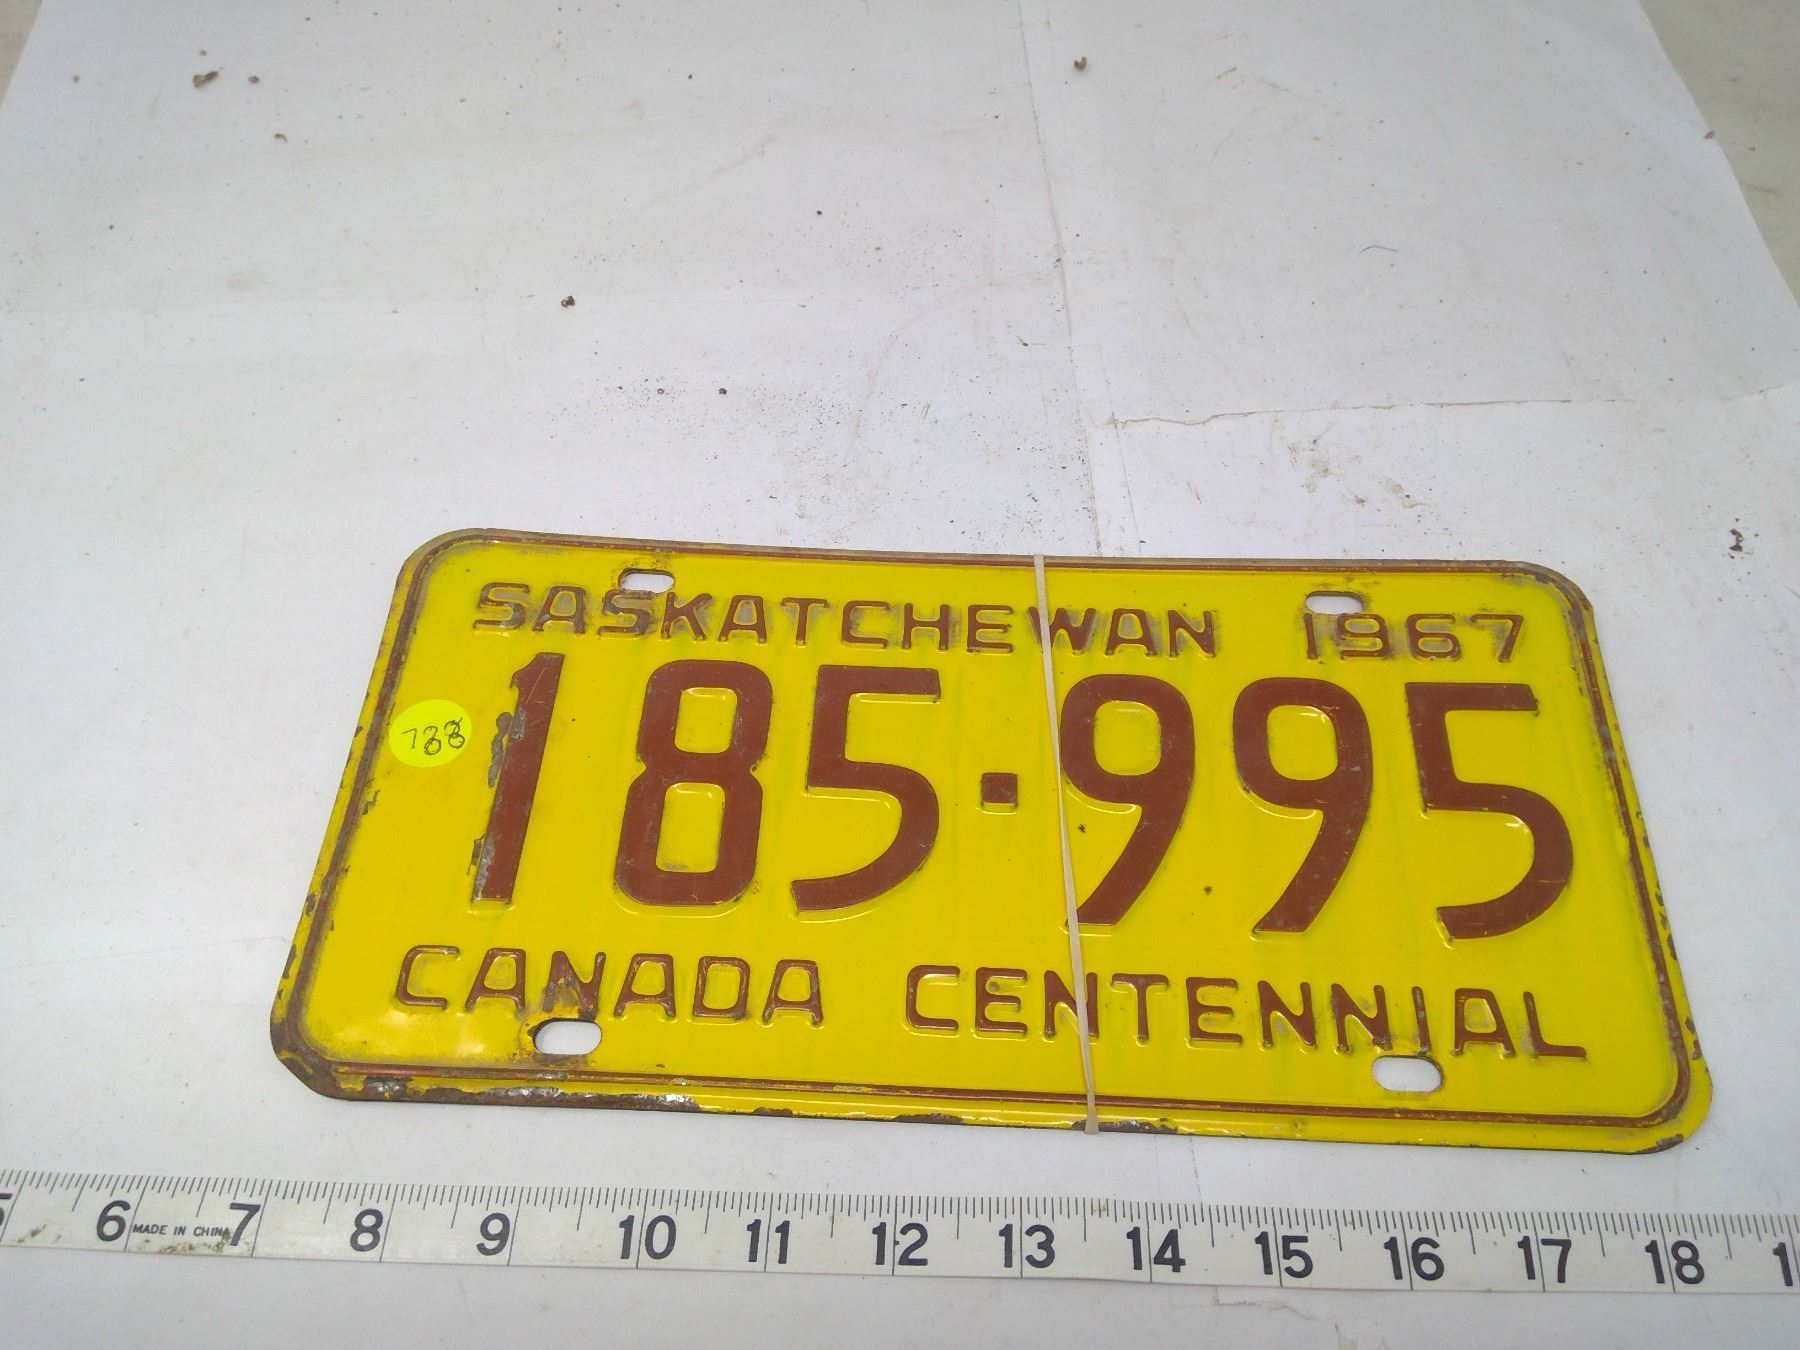 SASKATCHEWAN 1967
788
185·995
CANADA CENTENNIAL
6 MADE IN CHINA 7 8 9 10 11 12 13 14 15 16 17 18